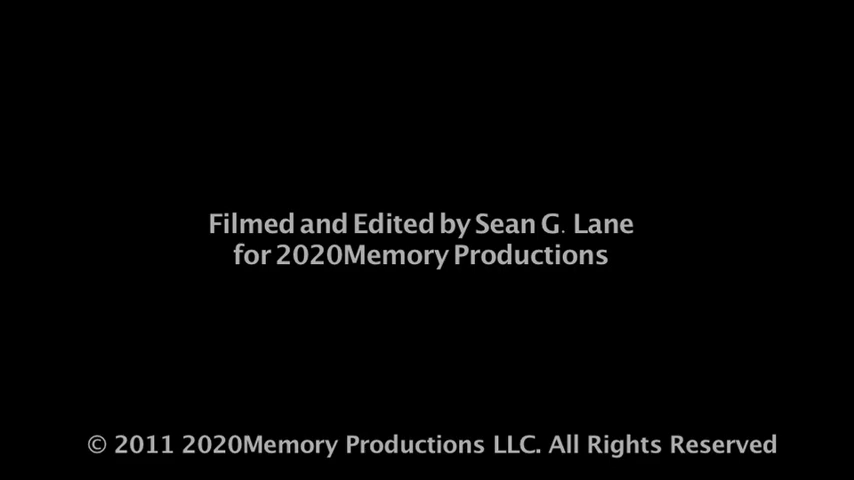 Filmed and Edited by Sean G. Lane
for 2020Memory Productions
© 2011 2020Memory Productions LLC. All Rights Reserved